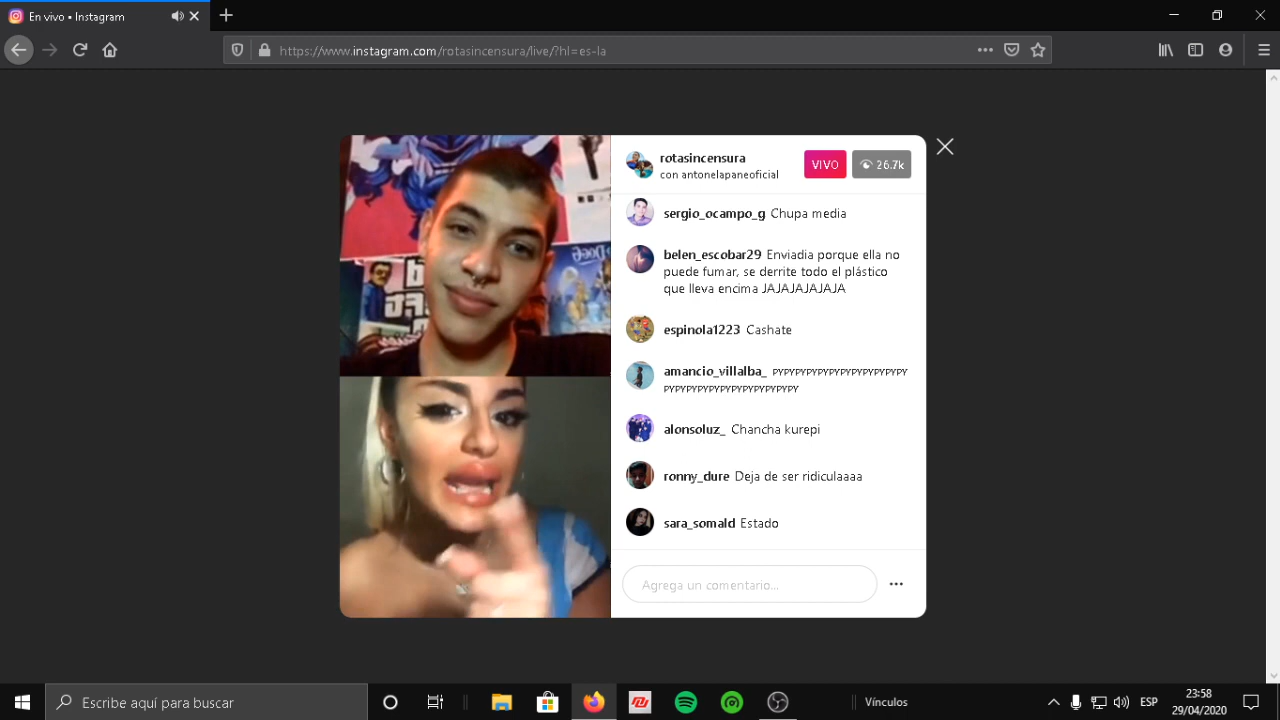 En vivo • Instagram
https://www.instagram.com/rotasincensura/live/?hl=es-la
rotasincensura
con antonelapaneoficial
VIVO
26.7k
sergio_ocampo_g Chupa media
belen_escobar29 Enviadia porque ella no
puede fumar, se derrite todo el plástico
que lleva encima JAJAJAJAJAJA
espinola1223 Cashate
amancio_villalba_ PYPYPYPYPYPYPYPYPYPYPYPY
PYPYPYPYPYPYPYPYPYPYPYPY
alonsoluz_ Chancha kurepi
ronny_dure Deja de ser ridiculaaaa
sara_somald Estado
Agrega un comentario...
Escribe aquí para buscar
Vínculos
ESP
23:58
29/04/2020